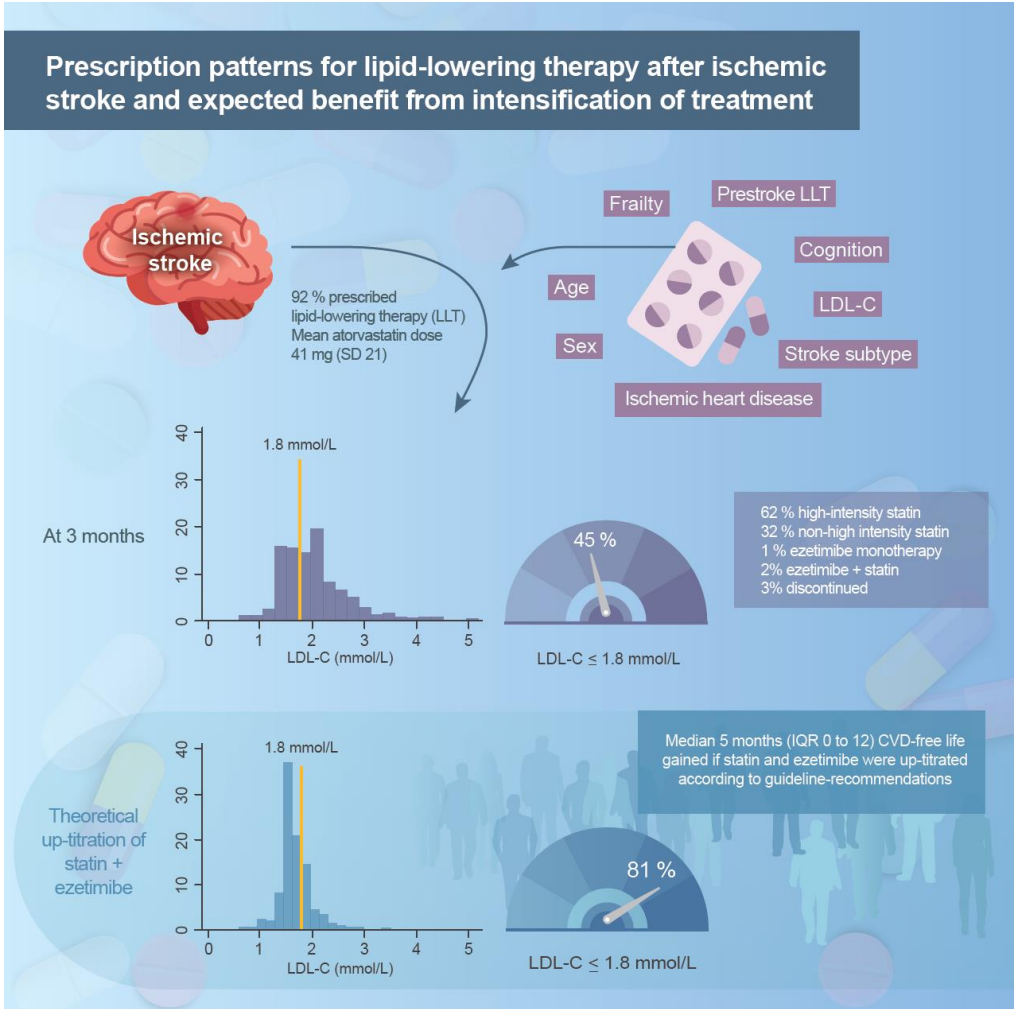 Prescription patterns for lipid-lowering therapy after ischemic
stroke and expected benefit from intensification of treatment
Ischemic
stroke
92 % prescribed
lipid-lowering therapy (LLT)
Mean atorvastatin dose
41 mg (SD 21)
Frailty
Prestroke LLT
Cognition
Age
LDL-C
Sex
Stroke subtype
Ischemic heart disease
At 3 months
40
30
20
10
0
1.8 mmol/L
0 1 2 3 4 5
LDL-C (mmol/L)
45 %
LDL-C ≤ 1.8 mmol/L
62 % high-intensity statin
32 % non-high intensity statin
1 % ezetimibe monotherapy
2% ezetimibe + statin
3% discontinued
Theoretical
up-titration of
statin +
ezetimibe
40
30
20
10
0
1.8 mmol/L
0 1 2 3 4 5
LDL-C (mmol/L)
81 %
LDL-C ≤ 1.8 mmol/L
Median 5 months (IQR 0 to 12) CVD-free life
gained if statin and ezetimibe were up-titrated
according to guideline-recommendations